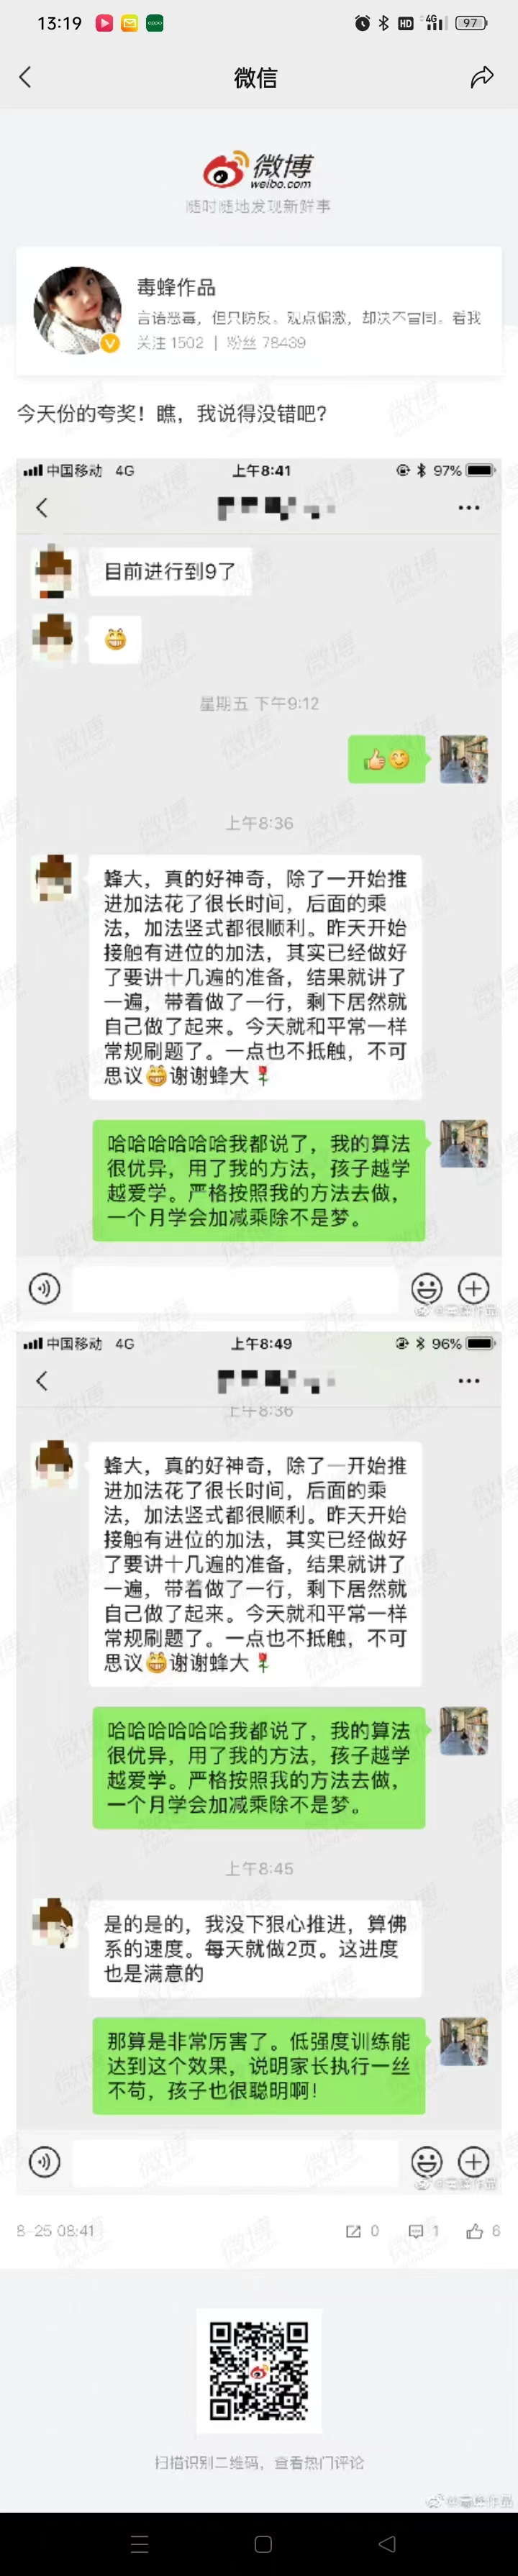 13:19
HD
4G
97
微信
微博
weibo.com
随时随地发现新鲜事
毒蜂作品
言语恶毒，但只防反。观点偏激，却决不雷同。看我
关注 1502 | 粉丝 78439
今天份的夸奖！瞧，我说得没错吧？
中国移动 4G
上午8:41
97%
目前进行到9了
星期五 下午9:12
上午8:36
蜂大，真的好神奇，除了一开始推
进加法花了很长时间，后面的乘
法，加法竖式都很顺利。昨天开始
接触有进位的加法，其实已经做好
了要讲十几遍的准备，结果就讲了
一遍，带着做了一行，剩下居然就
自己做了起来。今天就和平常一样
常规刷题了。一点也不抵触，不可
思议😁谢谢蜂大🌹
哈哈哈哈哈哈我都说了，我的算法
很优异，用了我的方法，孩子越学
越爱学。严格按照我的方法去做，
一个月学会加减乘除不是梦。
@毒蜂作品
中国移动 4G
上午8:49
96%
上午8:36
蜂大，真的好神奇，除了一开始推
进加法花了很长时间，后面的乘
法，加法竖式都很顺利。昨天开始
接触有进位的加法，其实已经做好
了要讲十几遍的准备，结果就讲了
一遍，带着做了一行，剩下居然就
自己做了起来。今天就和平常一样
常规刷题了。一点也不抵触，不可
思议😁谢谢蜂大🌹
哈哈哈哈哈哈我都说了，我的算法
很优异，用了我的方法，孩子越学
越爱学。严格按照我的方法去做，
一个月学会加减乘除不是梦。
上午8:45
是的是的，我没下狠心推进，算佛
系的速度。每天就做2页。这进度
也是满意的
那算是非常厉害了。低强度训练能
达到这个效果，说明家长执行一丝
不苟，孩子也很聪明啊！
@毒蜂作品
8-25 08:41
0
1
6
扫描识别二维码，查看热门评论
@毒蜂作品